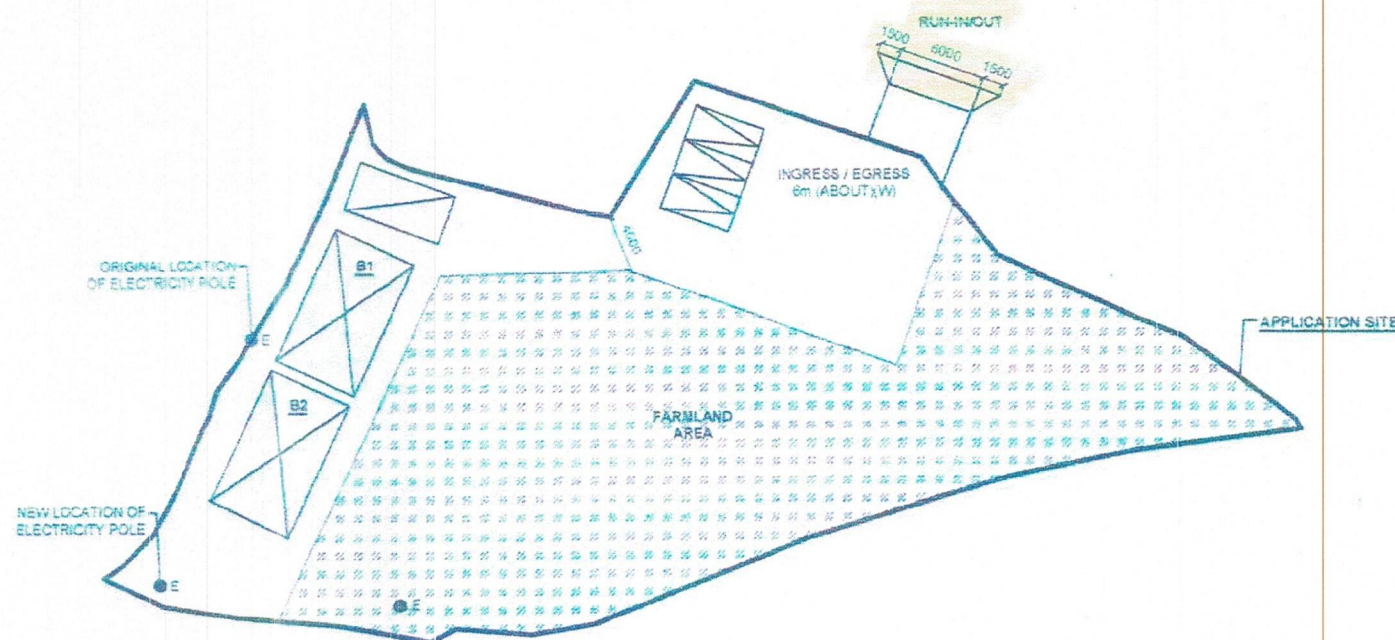 RUN-IN/OUT
1500
6000
1500
INGRESS / EGRESS
6m (ABOUT)(W)
4500
ORIGINAL LOCATION
OF ELECTRICITY POLE
B1
E
APPLICATION SITE
B2
FARMLAND
AREA
NEW LOCATION OF
ELECTRICITY POLE
E
E